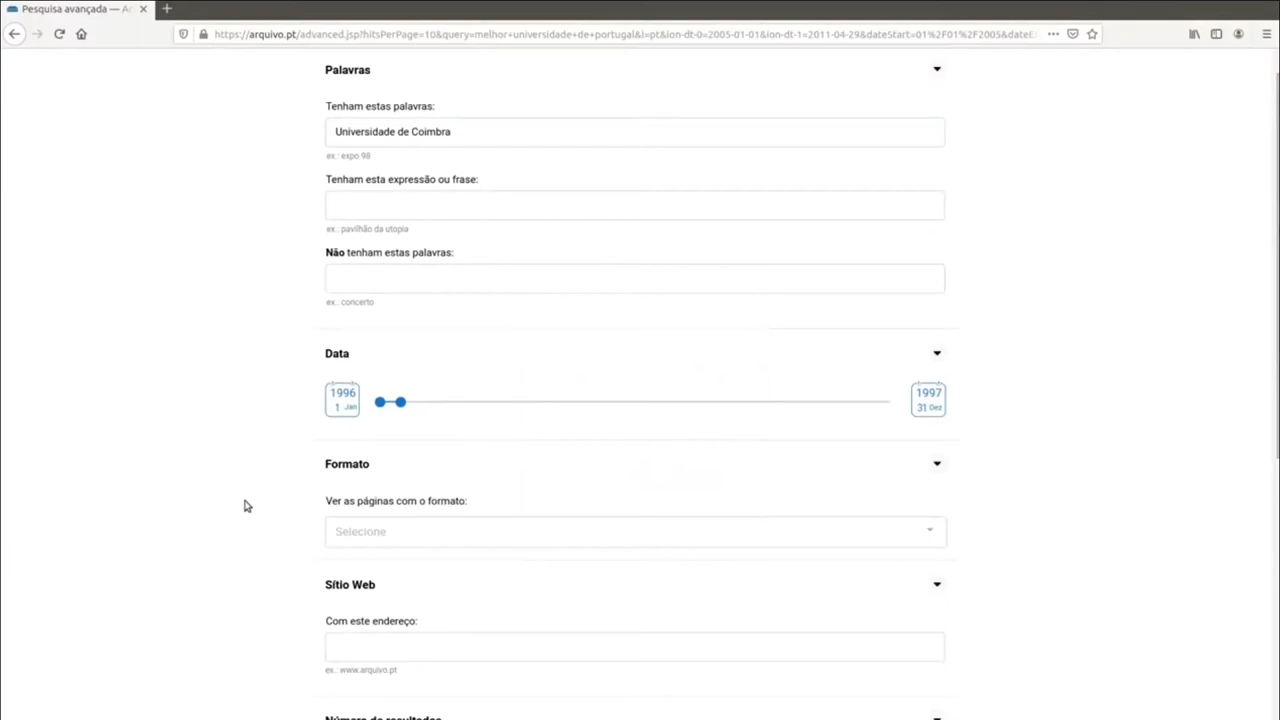 Pesquisa avançada — Ar
https://arquivo.pt/advanced.jsp?hitsPerPage=10&query=melhor+universidade+de+portugal&i=pt&ion-dt-0=2005-01-01&ion-dt-1=2011-04-29&dateStart=01%2F01%2F2005&dateE
Palavras
Tenham estas palavras:
Universidade de Coimbra
ex.: expo 98
Tenham esta expressão ou frase:
ex.: pavilhão da utopia
Não tenham estas palavras:
ex.: concerto
Data
1996
1 Jan
1997
31 Dez
Formato
Ver as páginas com o formato:
Selecione
Sítio Web
Com este endereço:
ex.: www.arquivo.pt
Número de resultados